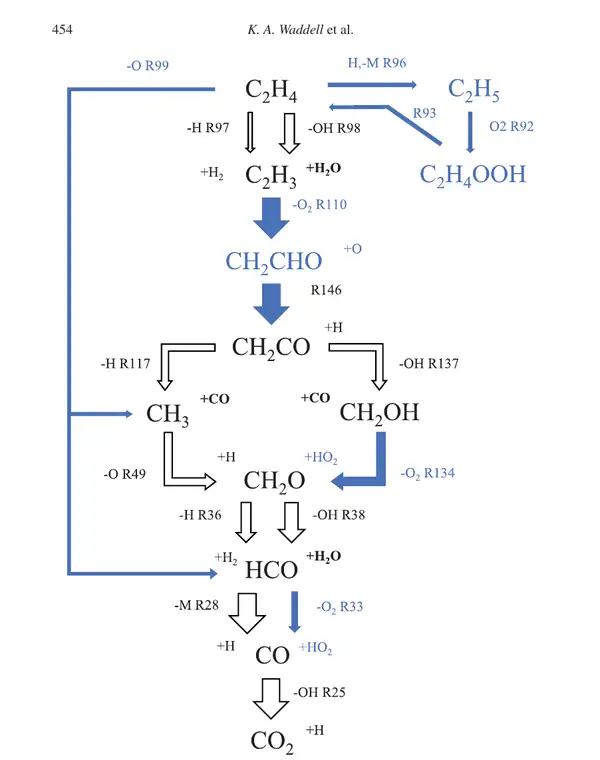 454 K. A. Waddell et al.
-O R99 H,-M R96
C₂H₄ C₂H₅
-H R97 -OH R98 R93 O2 R92
+H₂ C₂H₃ +H₂O C₂H₄OOH
-O₂ R110
CH₂CHO +O
R146
CH₂CO +H
-H R117 -OH R137
CH₃ +CO +CO CH₂OH
-O R49 +H CH₂O +HO₂ -O₂ R134
-H R36 -OH R38
+H₂ HCO +H₂O
-M R28 -O₂ R33
+H CO +HO₂
-OH R25
CO₂ +H